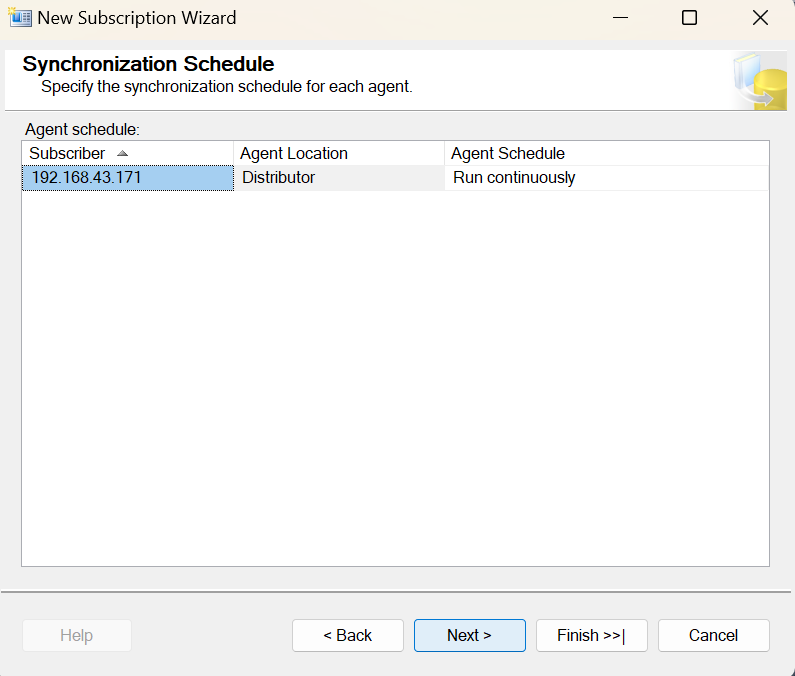 New Subscription Wizard
Synchronization Schedule
Specify the synchronization schedule for each agent.
Agent schedule:
Subscriber Agent Location Agent Schedule
192.168.43.171 Distributor Run continuously
Help < Back Next > Finish >>| Cancel